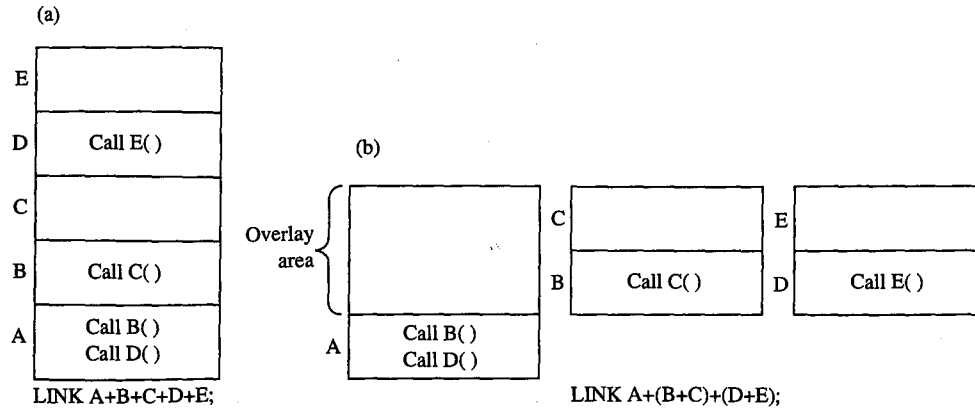 (a)
E
D
Call E( )
C
B
Call C( )
A
Call B( )
Call D( )
LINK A+B+C+D+E;
(b)
Overlay
area
A
Call B( )
Call D( )
C
B
Call C( )
E
D
Call E( )
LINK A+(B+C)+(D+E);